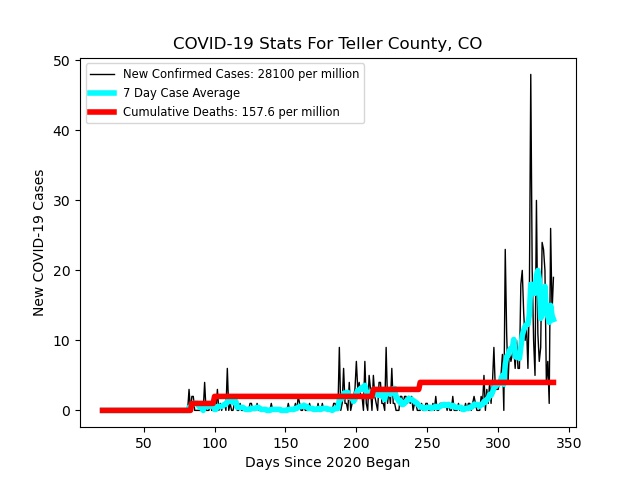 COVID-19 Stats For Teller County, CO
New Confirmed Cases: 28100 per million
7 Day Case Average
Cumulative Deaths: 157.6 per million
New COVID-19 Cases
50
40
30
20
10
0
50
100
150
200
250
300
350
Days Since 2020 Began